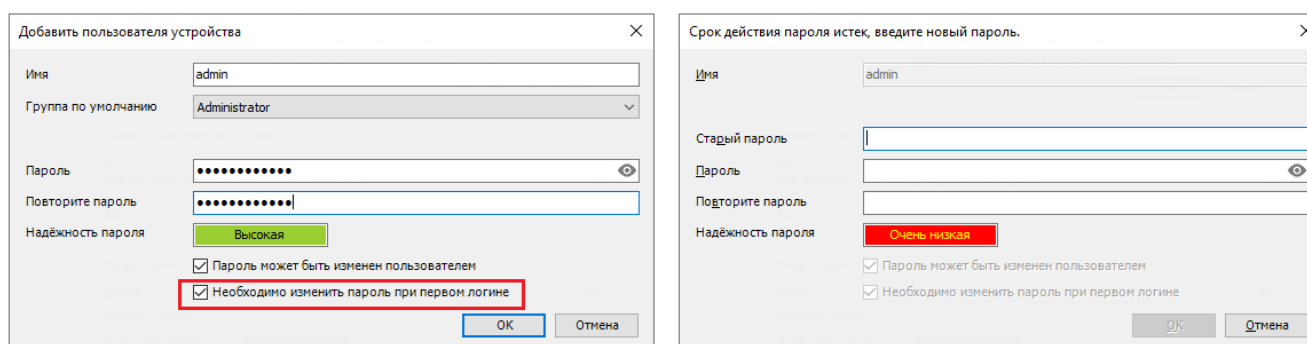 Добавить пользователя устройства
Имя admin
Группа по умолчанию Administrator
Пароль ••••••••••••
Повторите пароль ••••••••••••
Надёжность пароля Высокая
Пароль может быть изменен пользователем
Необходимо изменить пароль при первом логине
ОК Отмена
Срок действия пароля истек, введите новый пароль.
Имя admin
Старый пароль
Пароль
Повторите пароль
Надёжность пароля Очень низкая
Пароль может быть изменен пользователем
Необходимо изменить пароль при первом логине
ОК Отмена